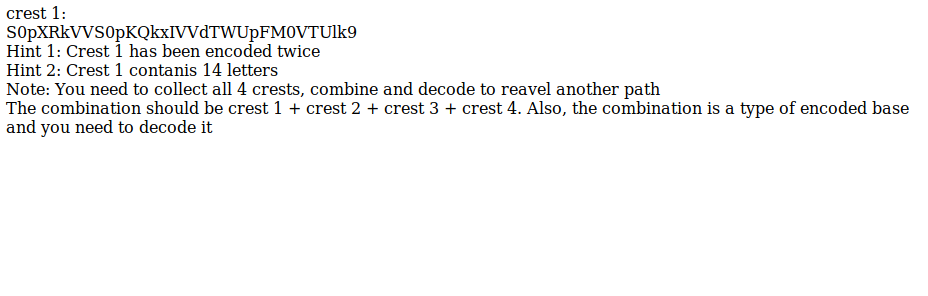 crest 1:
S0pXRkVVS0pKQkxIVVdTWUpFM0VTUlk9
Hint 1: Crest 1 has been encoded twice
Hint 2: Crest 1 contanis 14 letters
Note: You need to collect all 4 crests, combine and decode to reavel another path
The combination should be crest 1 + crest 2 + crest 3 + crest 4. Also, the combination is a type of encoded base
and you need to decode it